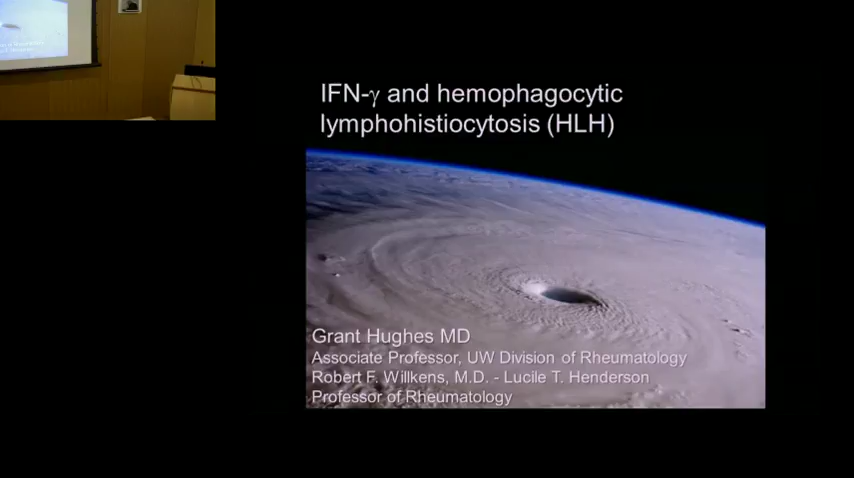 IFN-γ and hemophagocytic
lymphohistiocytosis (HLH)
Grant Hughes MD
Associate Professor, UW Division of Rheumatology
Robert F. Willkens, M.D. - Lucile T. Henderson
Professor of Rheumatology